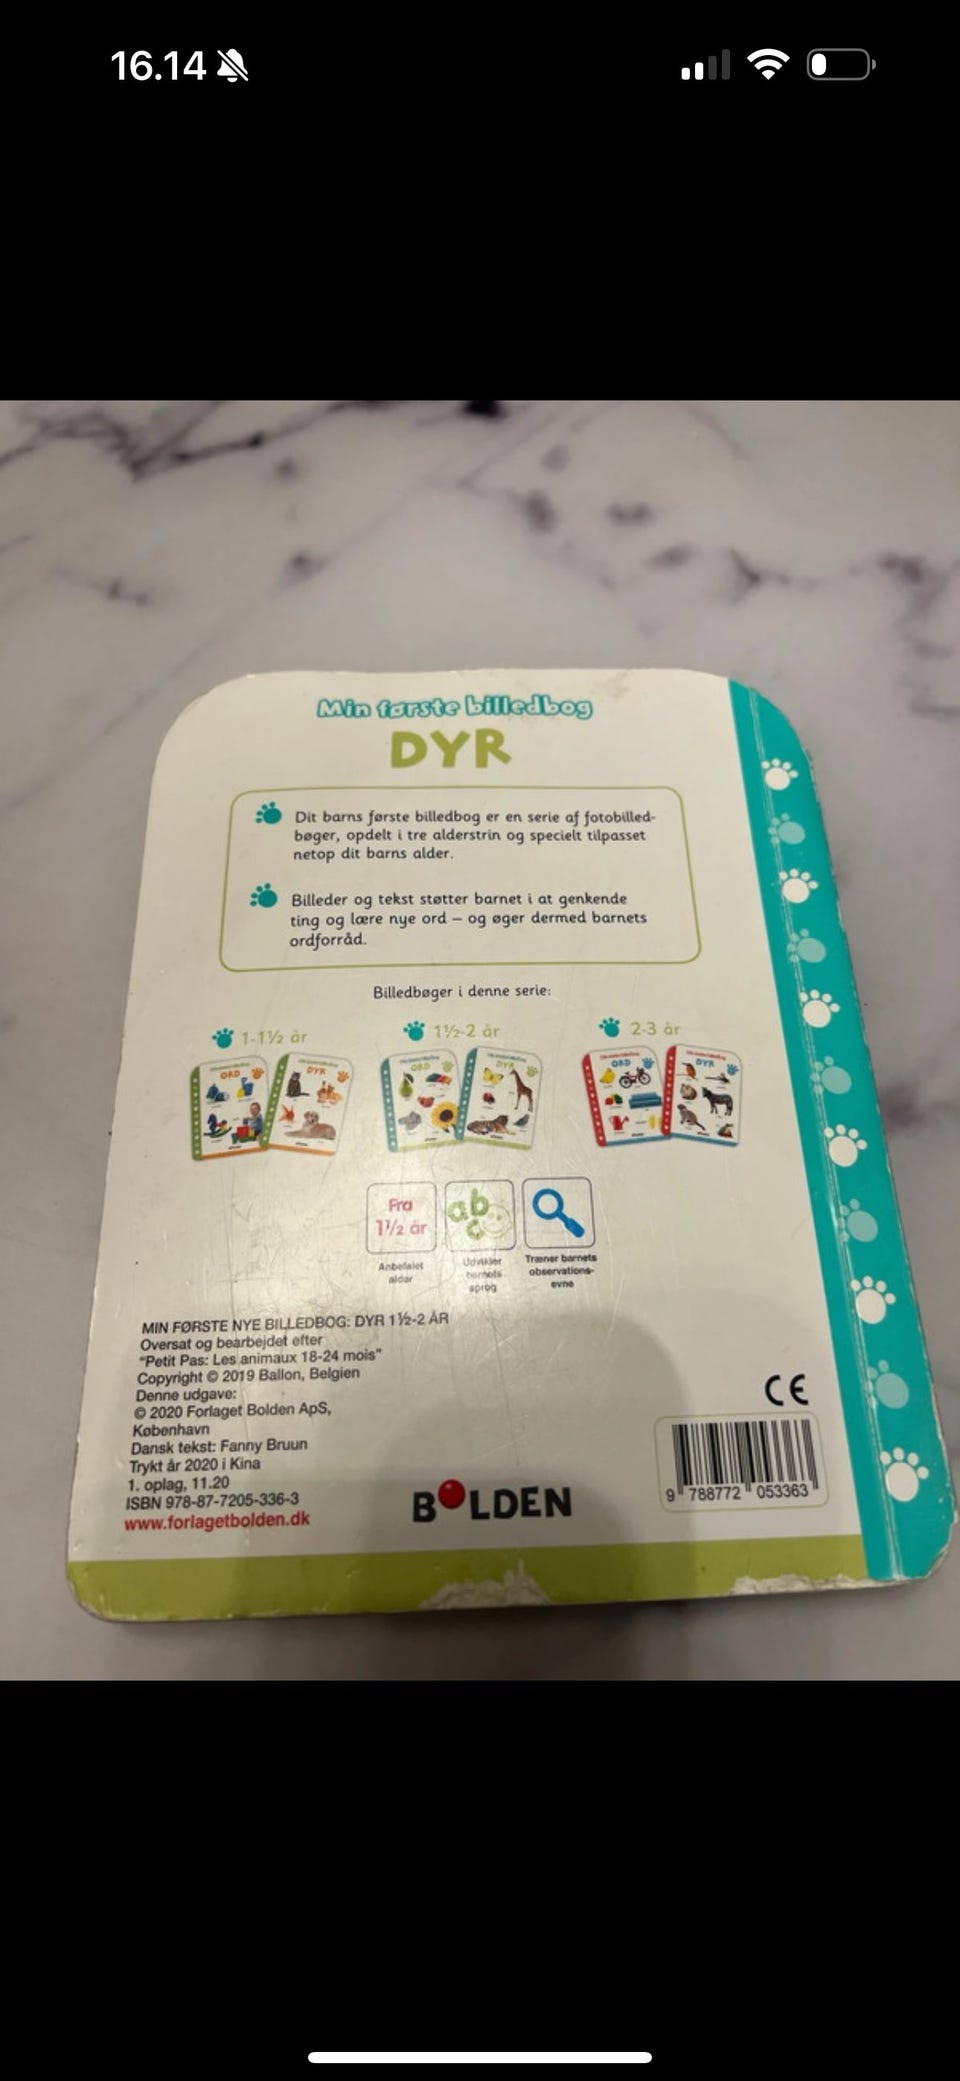 16.14
Min første billedbog
DYR
Dit barns første billedbog er en serie af fotobilled-
bøger, opdelt i tre alderstrin og specielt tilpasset
netop dit barns alder.
Billeder og tekst støtter barnet i at genkende
ting og lære nye ord – og øger dermed barnets
ordforråd.
Billedbøger i denne serie:
1-1½ år
1½-2 år
2-3 år
ORD
DYR
ORD
DYR
ORD
DYR
Fra
1½ år
ab
c
Anbefalet
alder
Udvikler
barnets
sprog
Træner barnets
observations-
evne
MIN FØRSTE NYE BILLEDBOG: DYR 1½-2 ÅR
Oversat og bearbejdet efter
"Petit Pas: Les animaux 18-24 mois"
Copyright © 2019 Ballon, Belgien
Denne udgave:
© 2020 Forlaget Bolden ApS,
København
Dansk tekst: Fanny Bruun
Trykt år 2020 i Kina
1. oplag, 11.20
ISBN 978-87-7205-336-3
www.forlagetbolden.dk
BOLDEN
CE
9 788772 053363